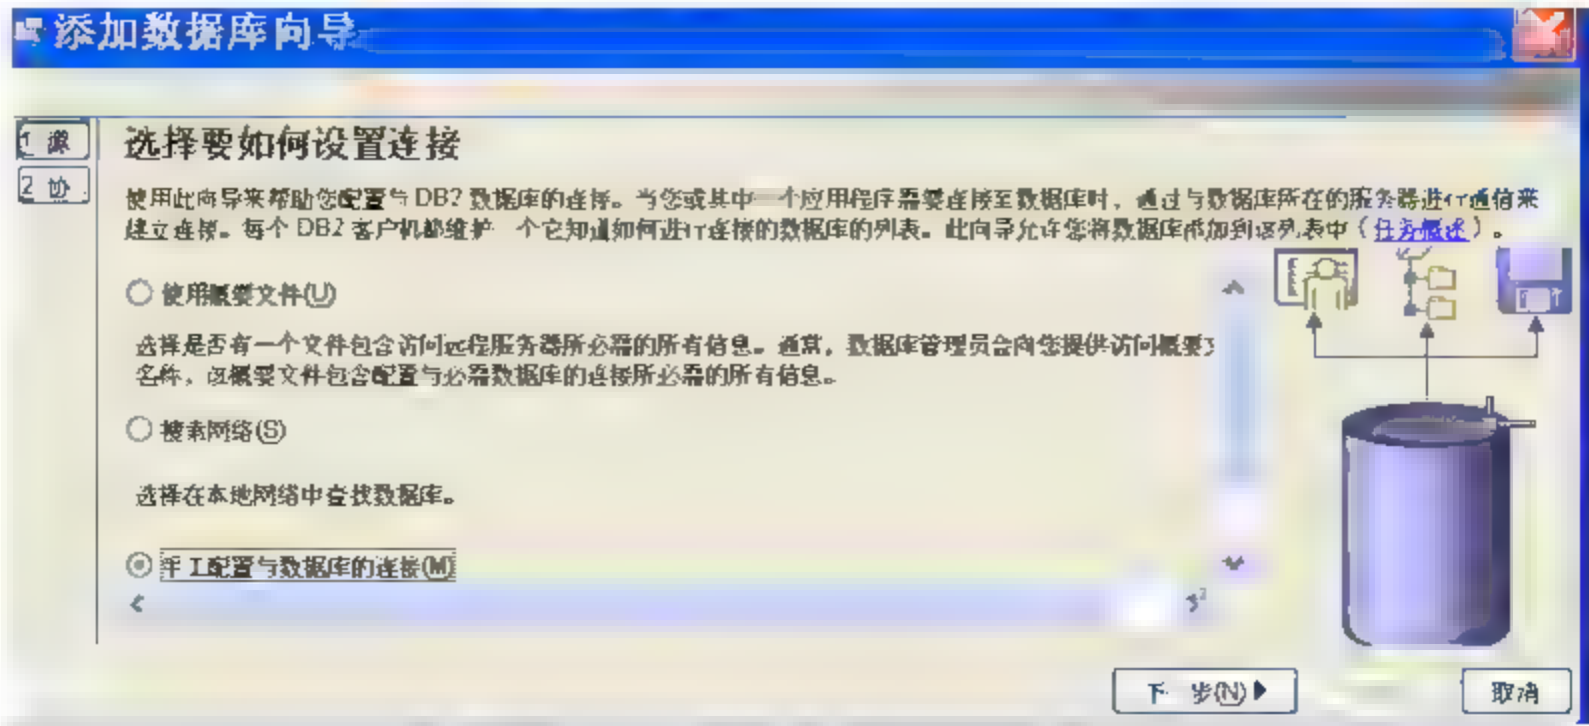 添加数据库向导
1 源
2 协.
选择要如何设置连接
使用此向导来帮助您配置与 DB2 数据库的连接。当您或其中一个应用程序需要连接至数据库时，通过与数据库所在的服务器进行通信来
建立连接。每个 DB2 客户机都维护一个它知道如何进行连接的数据库的列表。此向导允许您将数据库添加到该列表中（任务概述）。
使用概要文件(U)
选择是否有一个文件包含访问远程服务器所必需的所有信息。通常，数据库管理员会向您提供访问概要文
名称，该概要文件包含配置与必需数据库的连接所必需的所有信息。
搜索网络(S)
选择在本地网络中查找数据库。
手工配置与数据库的连接(M)
下一步(N)
取消